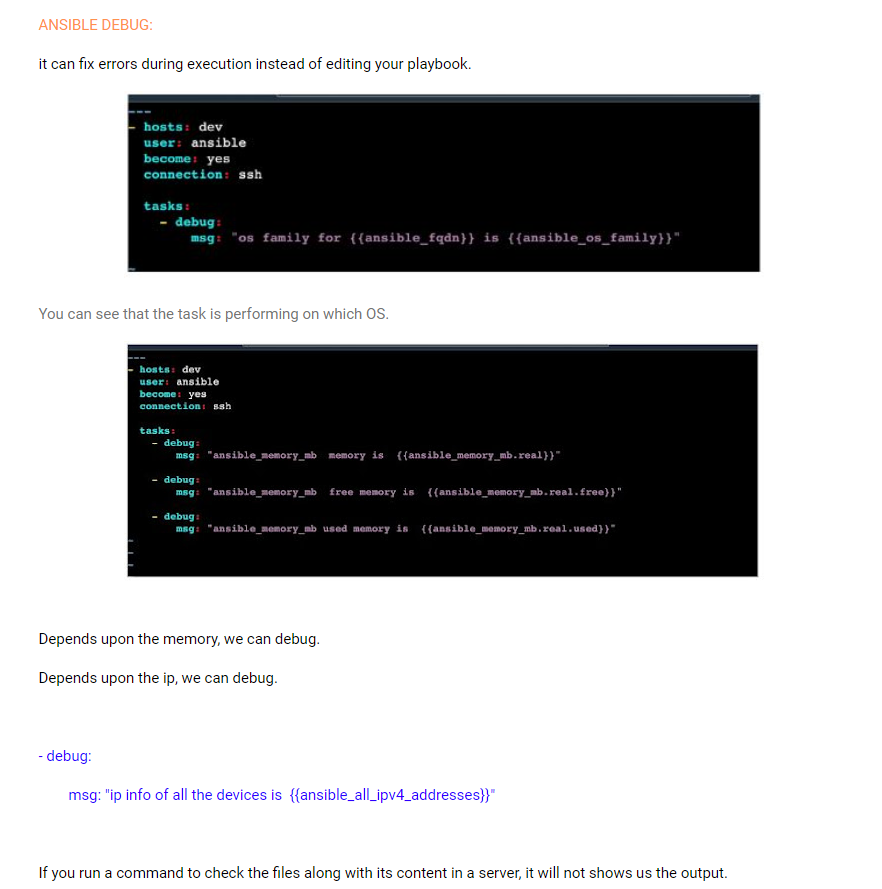 ANSIBLE DEBUG:
it can fix errors during execution instead of editing your playbook.
---
- hosts: dev
user: ansible
become: yes
connection: ssh
tasks:
- debug:
msg: "os family for {{ansible_fqdn}} is {{ansible_os_family}}"
~
You can see that the task is performing on which OS.
---
- hosts: dev
user: ansible
become: yes
connection: ssh
tasks:
- debug:
msg: "ansible_memory_mb  memory is  {{ansible_memory_mb.real}}"
- debug:
msg: "ansible_memory_mb  free memory is  {{ansible_memory_mb.real.free}}"
- debug:
msg: "ansible_memory_mb used memory is  {{ansible_memory_mb.real.used}}"
~
~
~
Depends upon the memory, we can debug.
Depends upon the ip, we can debug.
- debug:
msg: "ip info of all the devices is  {{ansible_all_ipv4_addresses}}"
If you run a command to check the files along with its content in a server, it will not shows us the output.